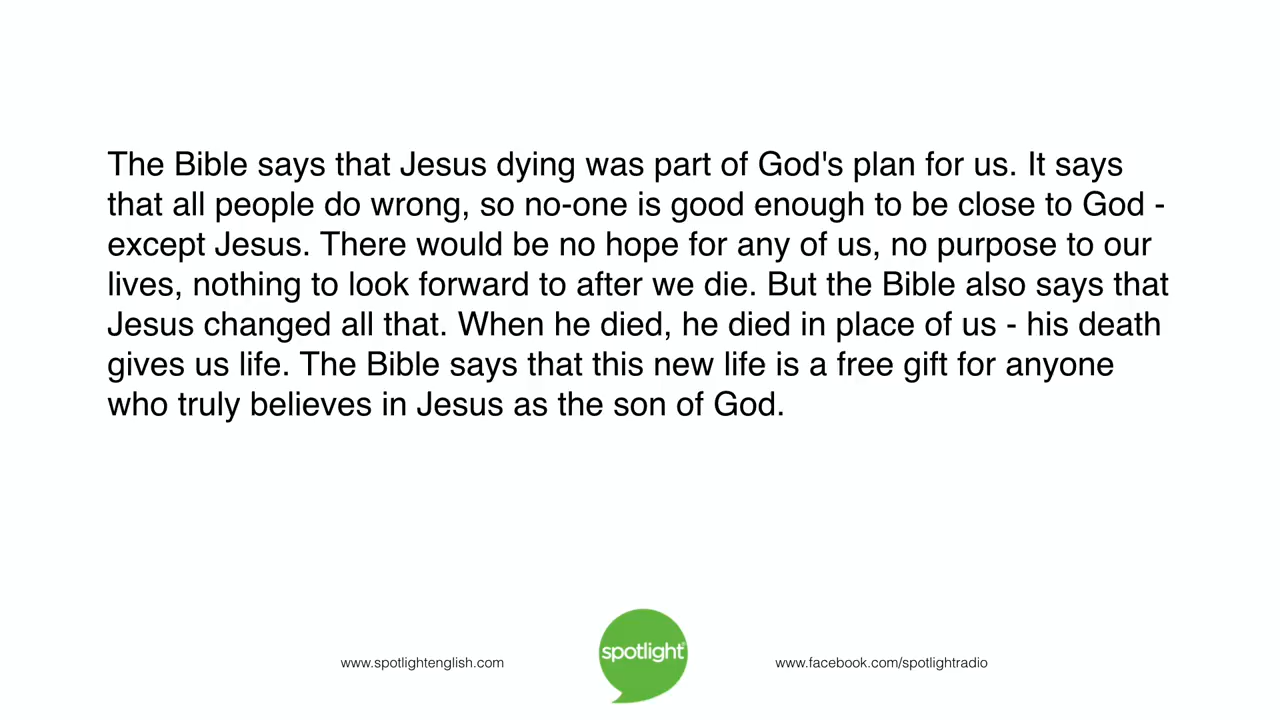 The Bible says that Jesus dying was part of God's plan for us. It says
that all people do wrong, so no-one is good enough to be close to God -
except Jesus. There would be no hope for any of us, no purpose to our
lives, nothing to look forward to after we die. But the Bible also says that
Jesus changed all that. When he died, he died in place of us - his death
gives us life. The Bible says that this new life is a free gift for anyone
who truly believes in Jesus as the son of God.
spotlight
www.spotlightenglish.com
www.facebook.com/spotlightradio